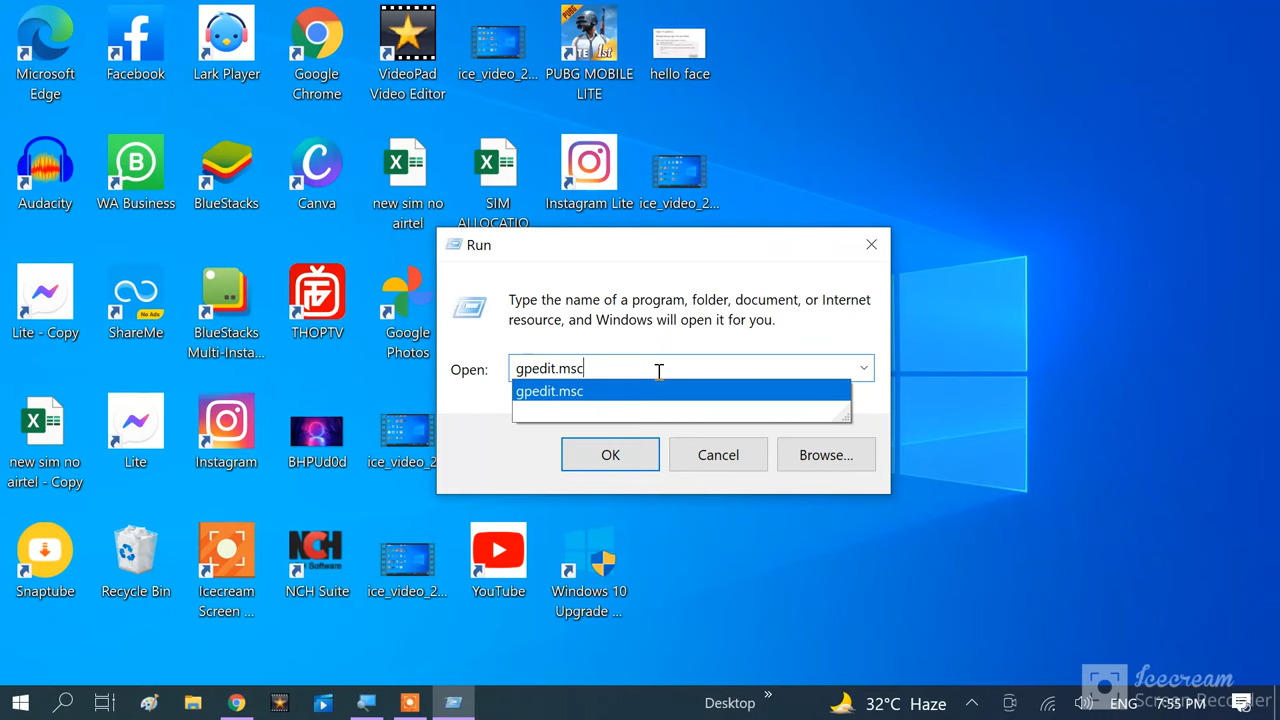 Microsoft
Edge
Facebook
Lark Player
Google
Chrome
VideoPad
Video Editor
ice_video_2...
PUBG MOBILE
LITE
hello face
Audacity
WA Business
BlueStacks
Canva
new sim no
airtel
SIM
ALLOCATIO
Instagram Lite
ice_video_2...
Run
Type the name of a program, folder, document, or Internet
resource, and Windows will open it for you.
Open:
gpedit.msc
gpedit.msc
OK
Cancel
Browse...
Lite - Copy
No Ads
ShareMe
BlueStacks
Multi-Insta...
THOPTV
Google
Photos
new sim no
airtel - Copy
Lite
Instagram
BHPUd0d
ice_video_2
Snaptube
Recycle Bin
Icecream
Screen ...
NCH
Software
NCH Suite
ice_video_2...
YouTube
Windows 10
Upgrade ...
Desktop
»
32°C Haze
ENG
7:55 PM
Icecream
Screen Recorder